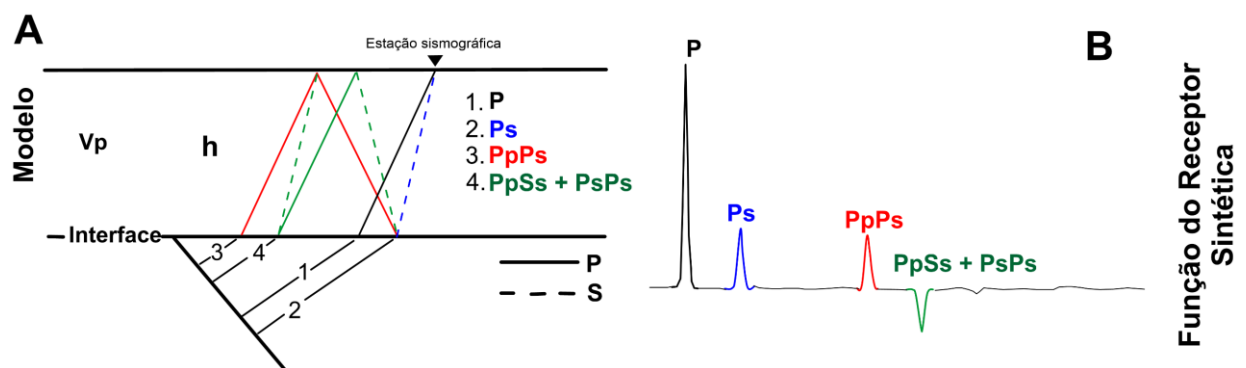 A
Modelo
Estação sismográfica
Vp
h
1. P
2. Ps
3. PpPs
4. PpSs + PsPs
Interface
3
4
1
2
P
S
B
P
Ps
PpPs
PpSs + PsPs
Função do Receptor
Sintética